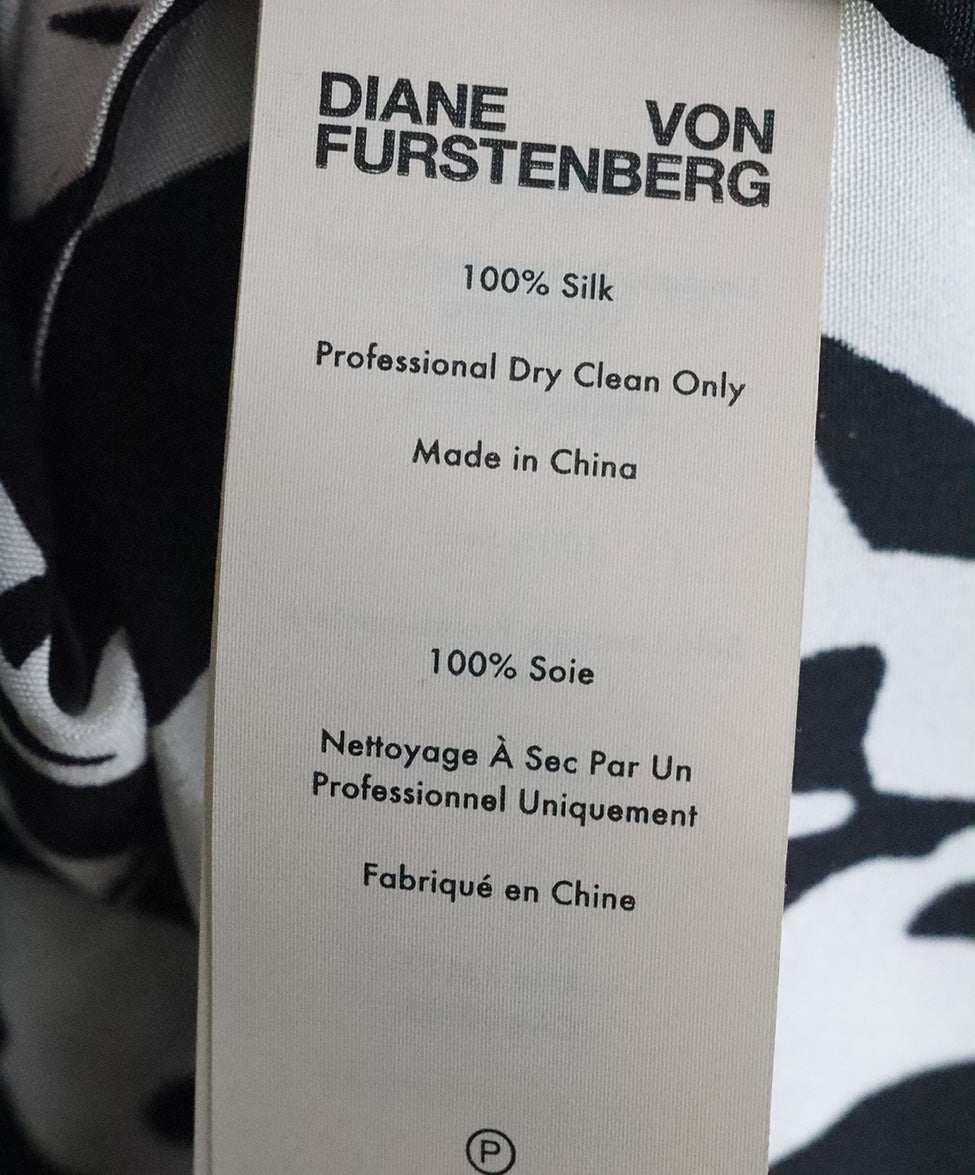 DIANE VON
FURSTENBERG
100% Silk
Professional Dry Clean Only
Made in China
100% Soie
Nettoyage À Sec Par Un
Professionnel Uniquement
Fabriqué en Chine
P